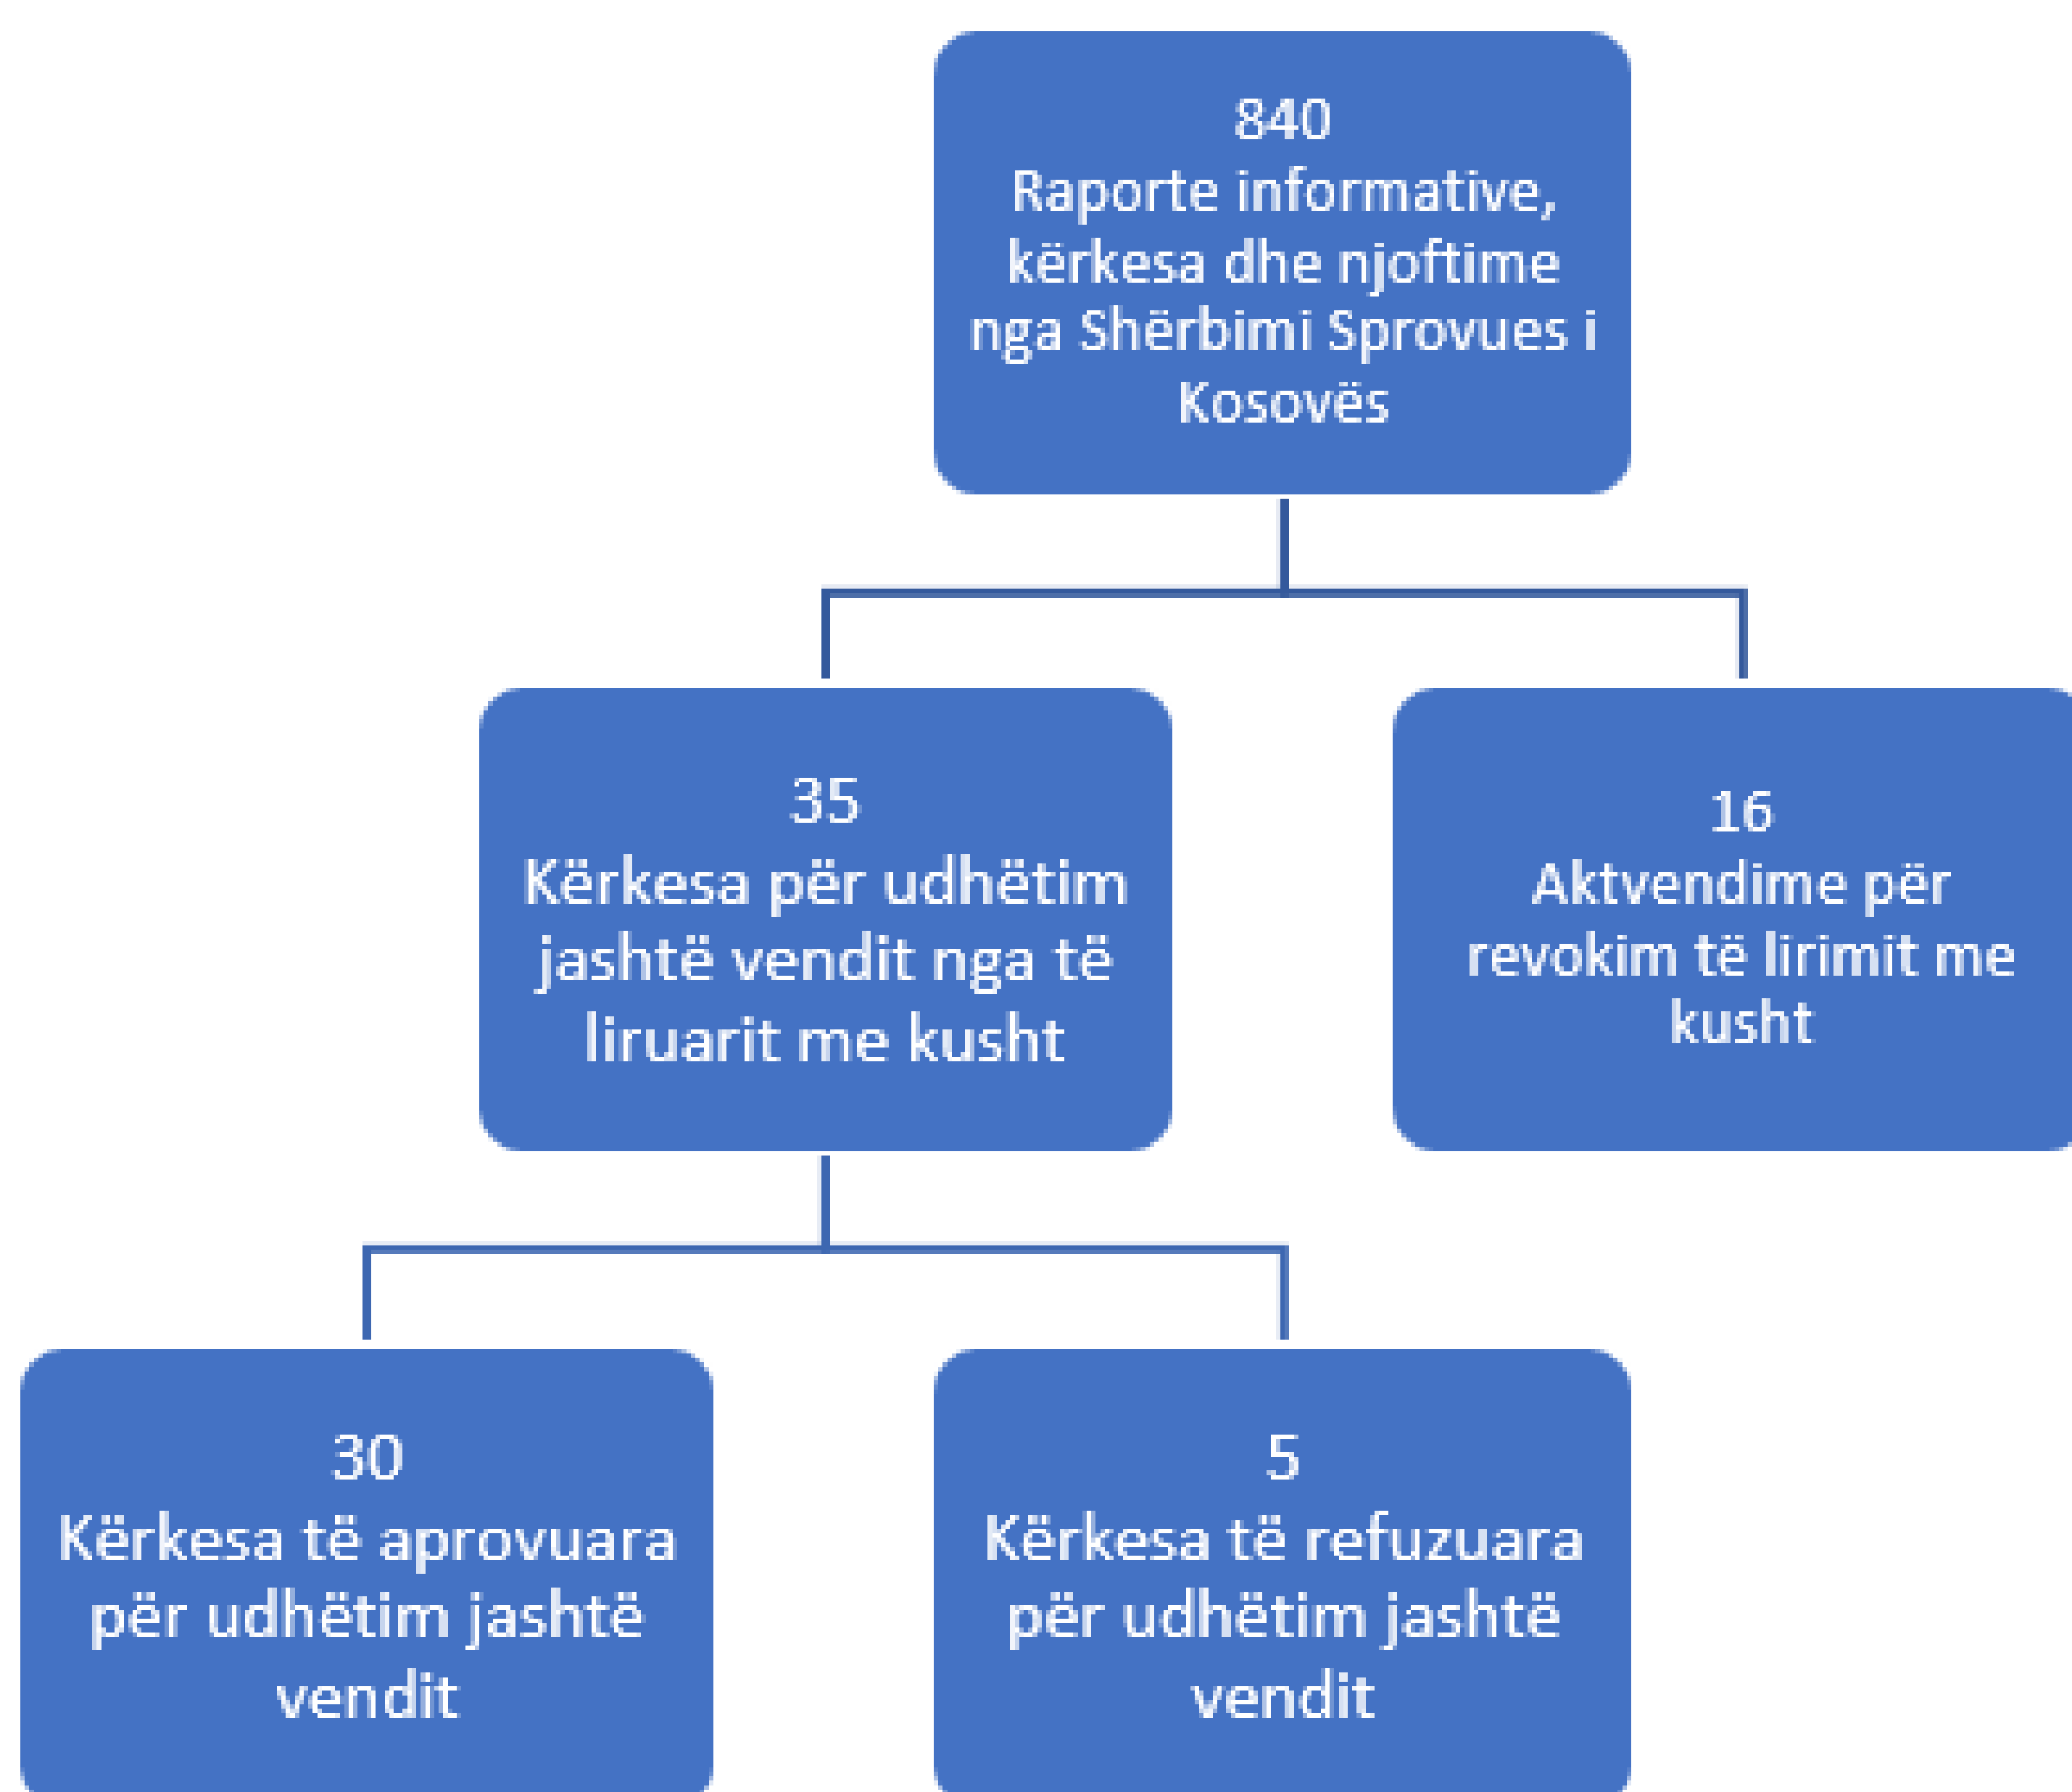 840
Raporte informative,
kërkesa dhe njoftime
nga Shërbimi Sprovues i
Kosovës
35
Kërkesa për udhëtim
jashtë vendit nga të
liruarit me kusht
16
Aktvendime për
revokim të lirimit me
kusht
30
Kërkesa të aprovuara
për udhëtim jashtë
vendit
5
Kërkesa të refuzuara
për udhëtim jashtë
vendit